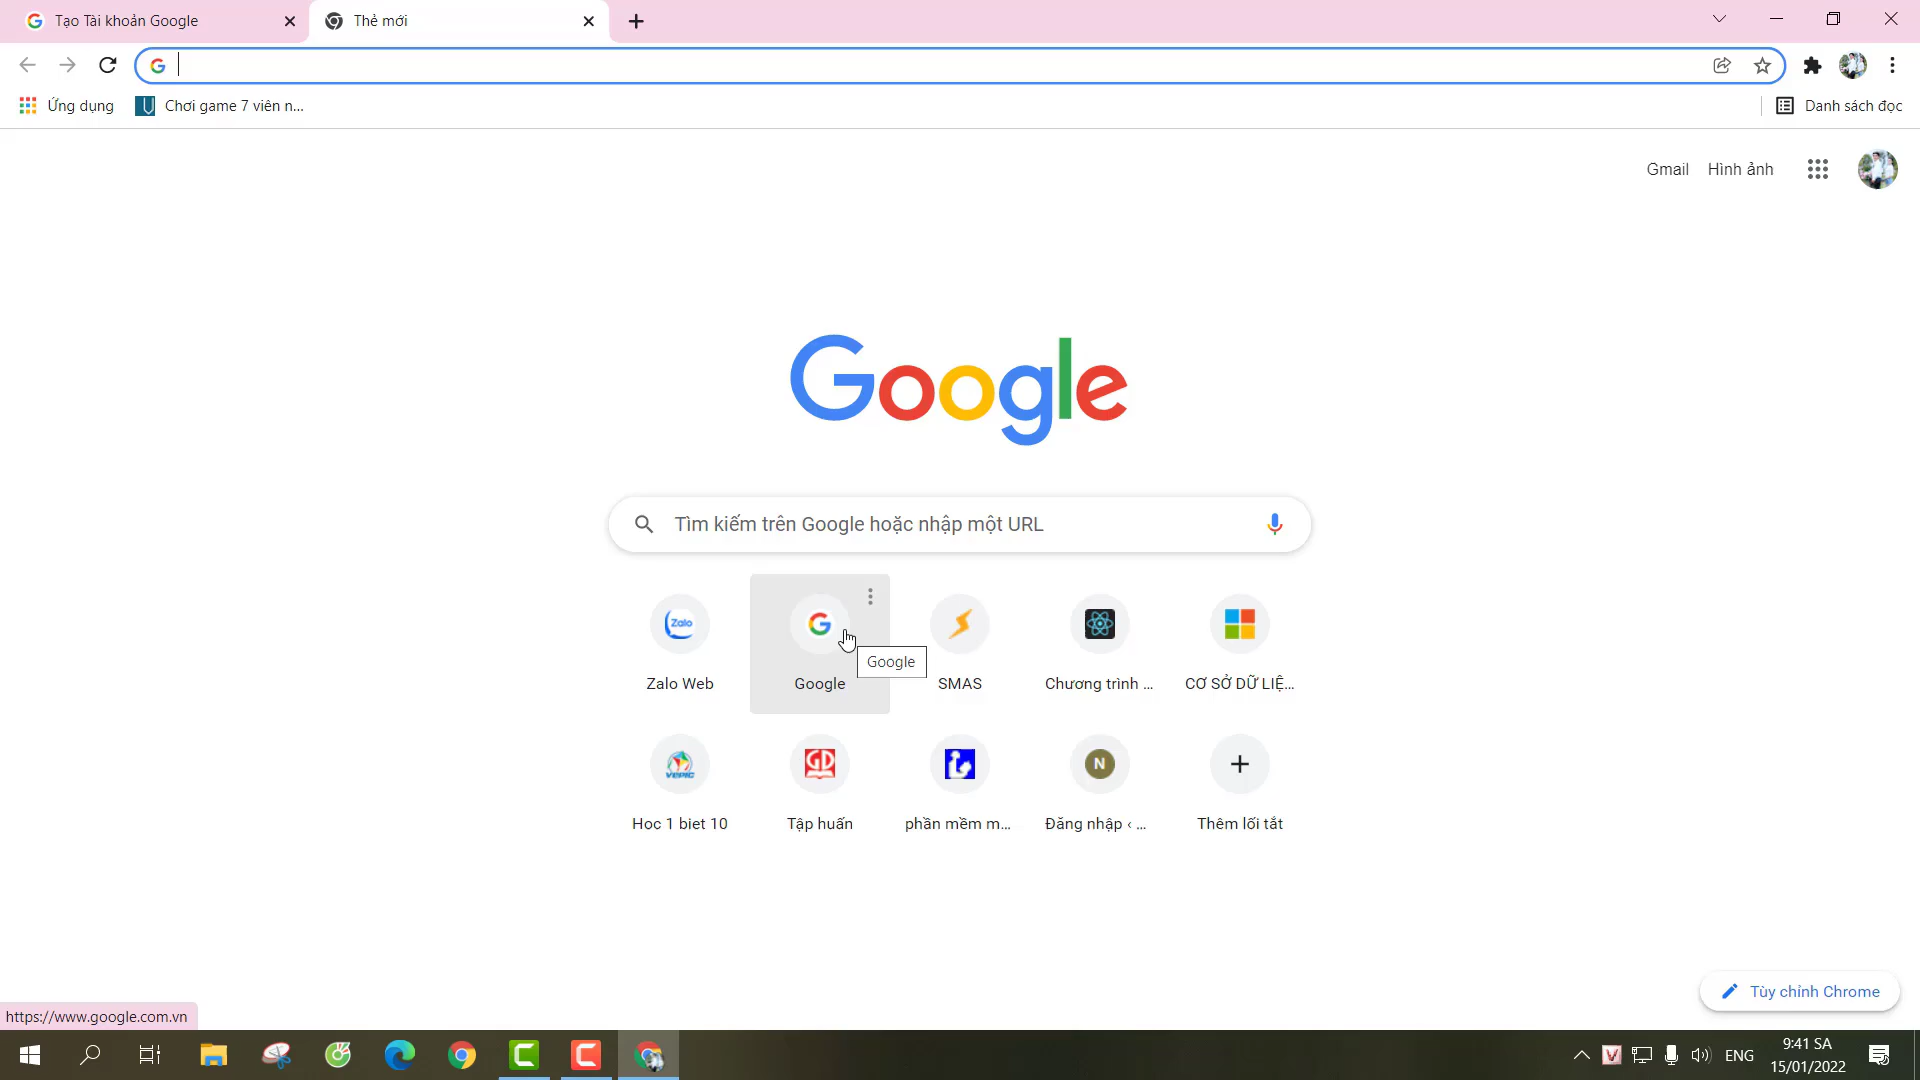 Tạo Tài khoản Google
Thẻ mới
Ứng dụng
Chơi game 7 viên n...
Danh sách đọc
Gmail
Hình ảnh
Google
Tìm kiếm trên Google hoặc nhập một URL
Zalo
Google
Zalo Web
Google
SMAS
Chương trình ...
CƠ SỞ DỮ LIỆ...
VEPIC
GD
N
Hoc 1 biet 10
Tập huấn
phần mềm m...
Đăng nhập ‹ ...
Thêm lối tắt
Tùy chỉnh Chrome
https://www.google.com.vn
ENG
9:41 SA
15/01/2022